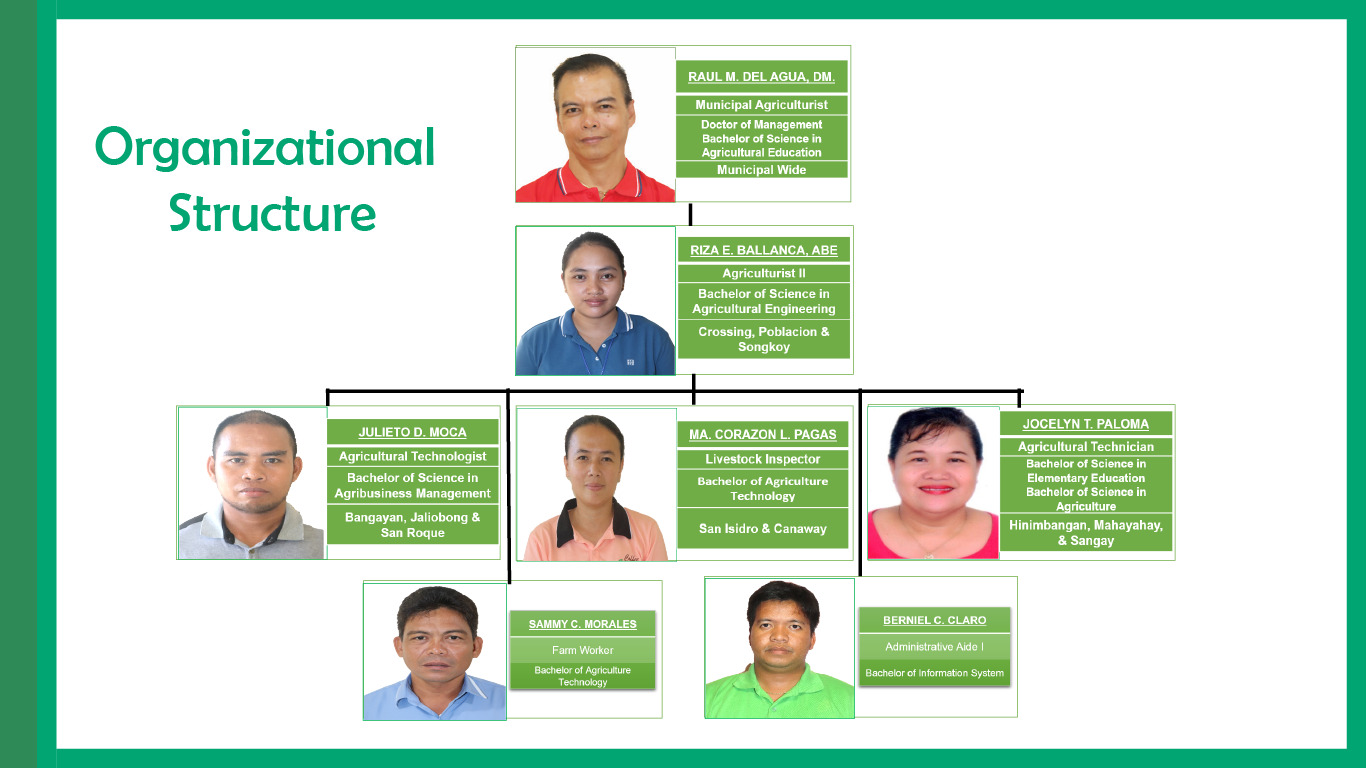 Organizational
Structure
RAUL M. DEL AGUA, DM.
Municipal Agriculturist
Doctor of Management
Bachelor of Science in
Agricultural Education
Municipal Wide
RIZA E. BALLANCA, ABE
Agriculturist II
Bachelor of Science in
Agricultural Engineering
Crossing, Poblacion &
Songkoy
JULIETO D. MOCA
Agricultural Technologist
Bachelor of Science in
Agribusiness Management
Bangayan, Jaliobong &
San Roque
MA. CORAZON L. PAGAS
Livestock Inspector
Bachelor of Agriculture
Technology
San Isidro & Canaway
JOCELYN T. PALOMA
Agricultural Technician
Bachelor of Science in
Elementary Education
Bachelor of Science in
Agriculture
Hinimbangan, Mahayahay,
& Sangay
SAMMY C. MORALES
Farm Worker
Bachelor of Agriculture
Technology
BERNIEL C. CLARO
Administrative Aide I
Bachelor of Information System